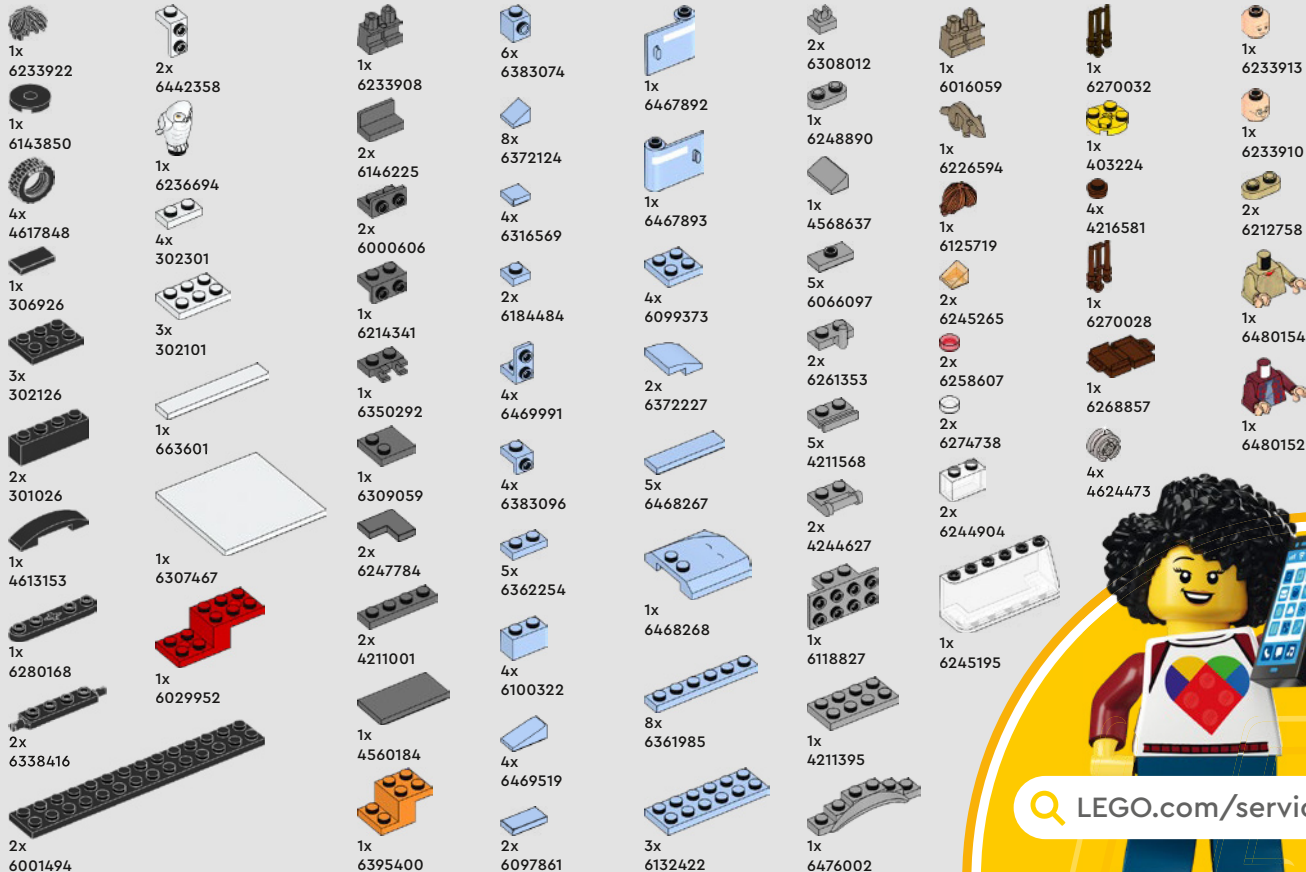 1x
6233922
1x
6143850
4x
4617848
1x
306926
3x
302126
2x
301026
1x
4613153
1x
6280168
2x
6338416
2x
6001494
2x
6442358
1x
6236694
4x
302301
3x
302101
1x
663601
1x
6307467
1x
6029952
1x
6233908
2x
6146225
2x
6000606
1x
6214341
1x
6350292
1x
6309059
2x
6247784
2x
4211001
1x
4560184
1x
6395400
6x
6383074
8x
6372124
4x
6316569
2x
6184484
4x
6469991
4x
6383096
5x
6362254
4x
6100322
4x
6469519
2x
6097861
1x
6467892
1x
6467893
4x
6099373
2x
6372227
5x
6468267
1x
6468268
8x
6361985
3x
6132422
2x
6308012
1x
6248890
1x
4568637
5x
6066097
2x
6261353
5x
4211568
2x
4244627
1x
6118827
1x
4211395
1x
6476002
1x
6016059
1x
6226594
1x
6125719
2x
6245265
2x
6258607
2x
6274738
2x
6244904
1x
6245195
1x
6270032
1x
403224
4x
4216581
1x
6270028
1x
6268857
4x
4624473
1x
6233913
1x
6233910
2x
6212758
1x
6480154
1x
6480152
LEGO.com/servic